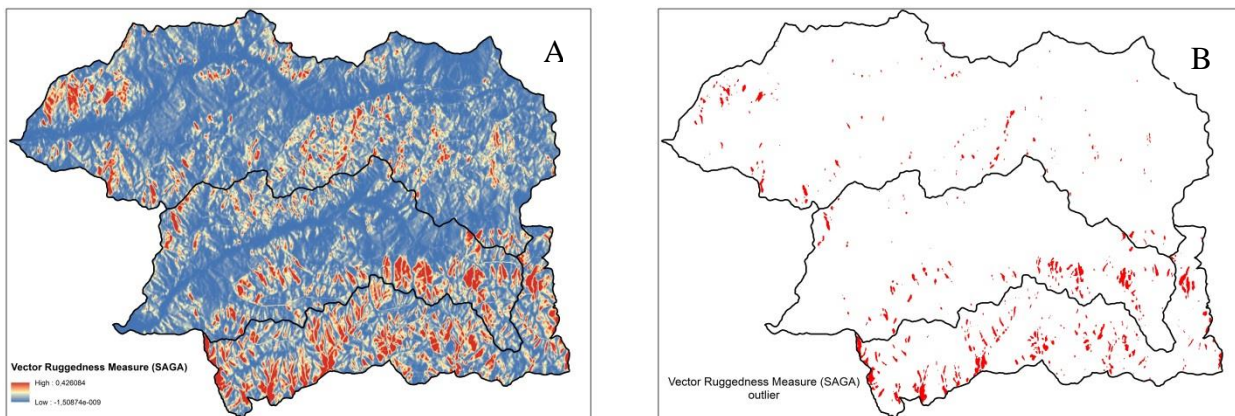 A
Vector Ruggedness Measure (SAGA)
High : 0,426084
Low : -1,50874e-009
B
Vector Ruggedness Measure (SAGA)
outlier